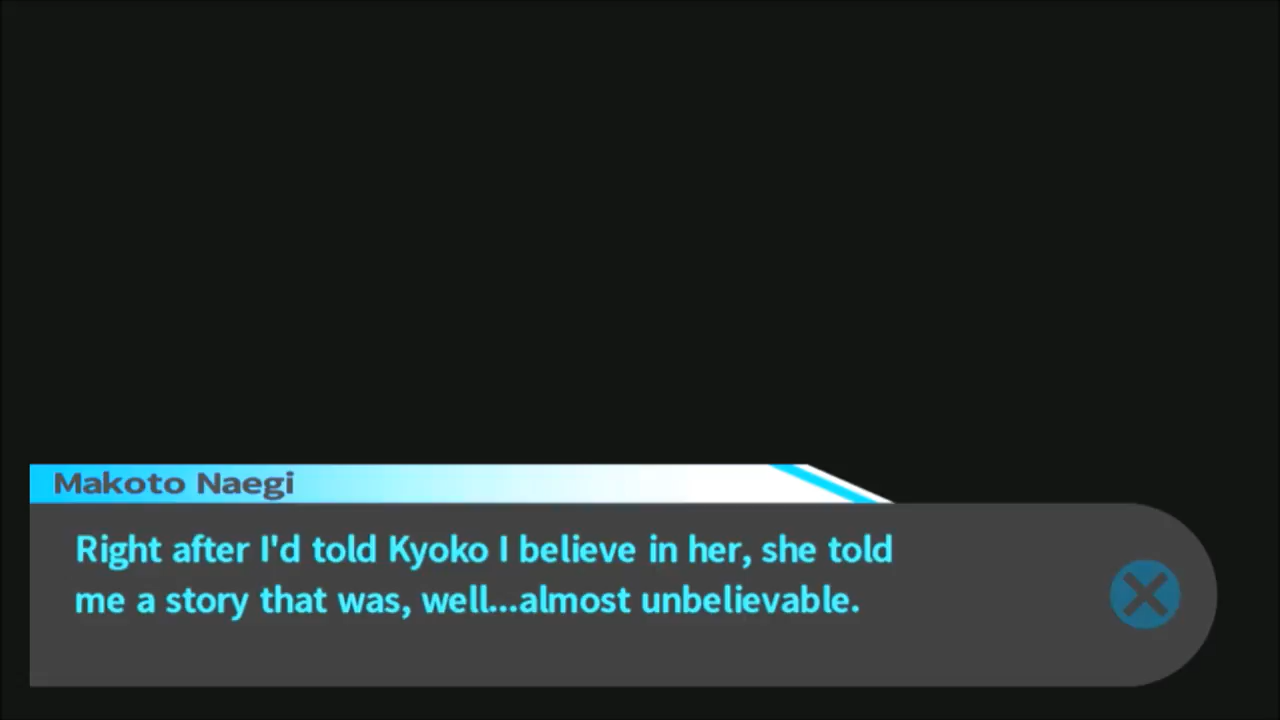 Makoto Naegi
Right after I'd told Kyoko I believe in her, she told
me a story that was, well...almost unbelievable.